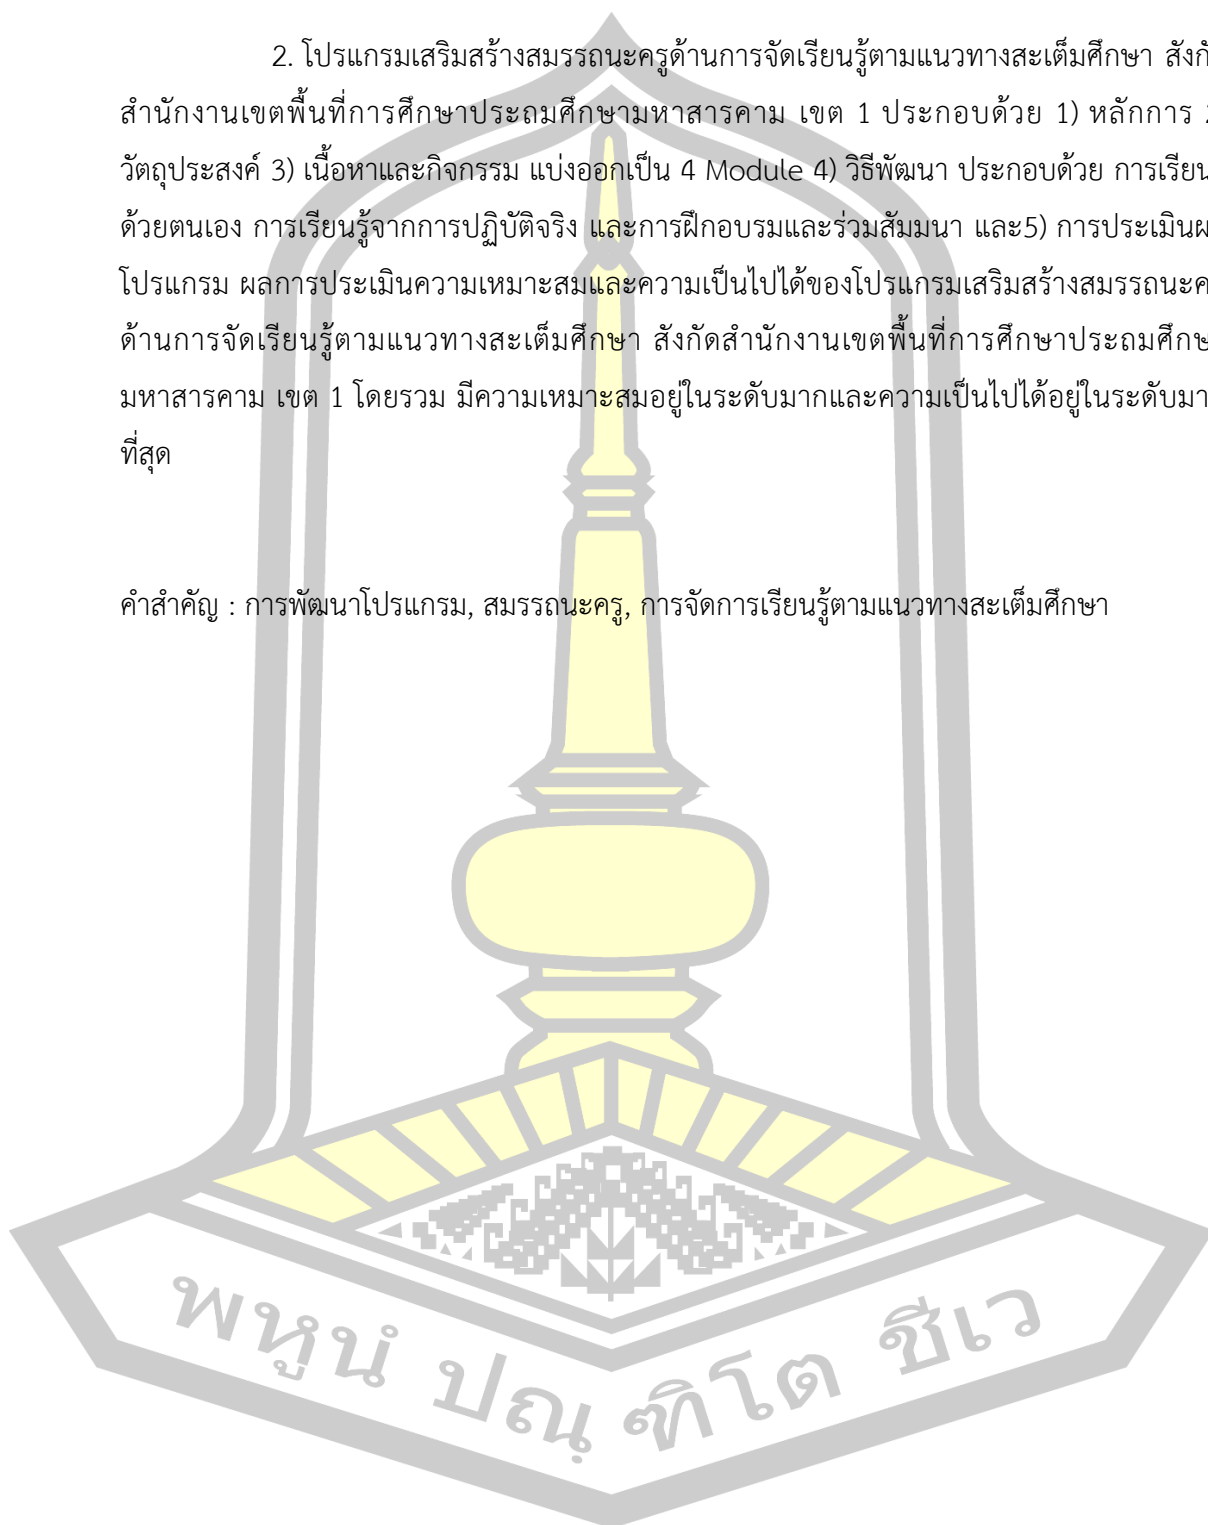 2. โปรแกรมเสริมสร้างสมรรถนะครูด้านการจัดเรียนรู้ตามแนวทางสะเต็มศึกษา
สำนักงานเขตพื้นที่การศึกษาประถมศึกษามหาสารคาม เขต 1 ประกอบด้วย 1) หลักการ
วัตถุประสงค์ 3) เนื้อหาและกิจกรรม แบ่งออกเป็น 4 Module 4) วิธีพัฒนา ประกอบด้วย การเรียน
ด้วยตนเอง การเรียนรู้จากการปฏิบัติจริง และการฝึกอบรมและร่วมสัมมนา และ5) การประเมิน
โปรแกรม ผลการประเมินความเหมาะสมและความเป็นไปได้ของโปรแกรมเสริมสร้างสมรรถนะ
ด้านการจัดเรียนรู้ตามแนวทางสะเต็มศึกษา สังกัดสำนักงานเขตพื้นที่การศึกษาประถมศึกษ
มหาสารคาม เขต 1 โดยรวม มีความเหมาะสมอยู่ในระดับมากและความเป็นไปได้อยู่ในระดับมา
ที่สุด
คำสำคัญ : การพัฒนาโปรแกรม, สมรรถนะครู, การจัดการเรียนรู้ตามแนวทางสะเต็มศึกษา
พหูนํ ปณฺ ฑิโต ชีเว